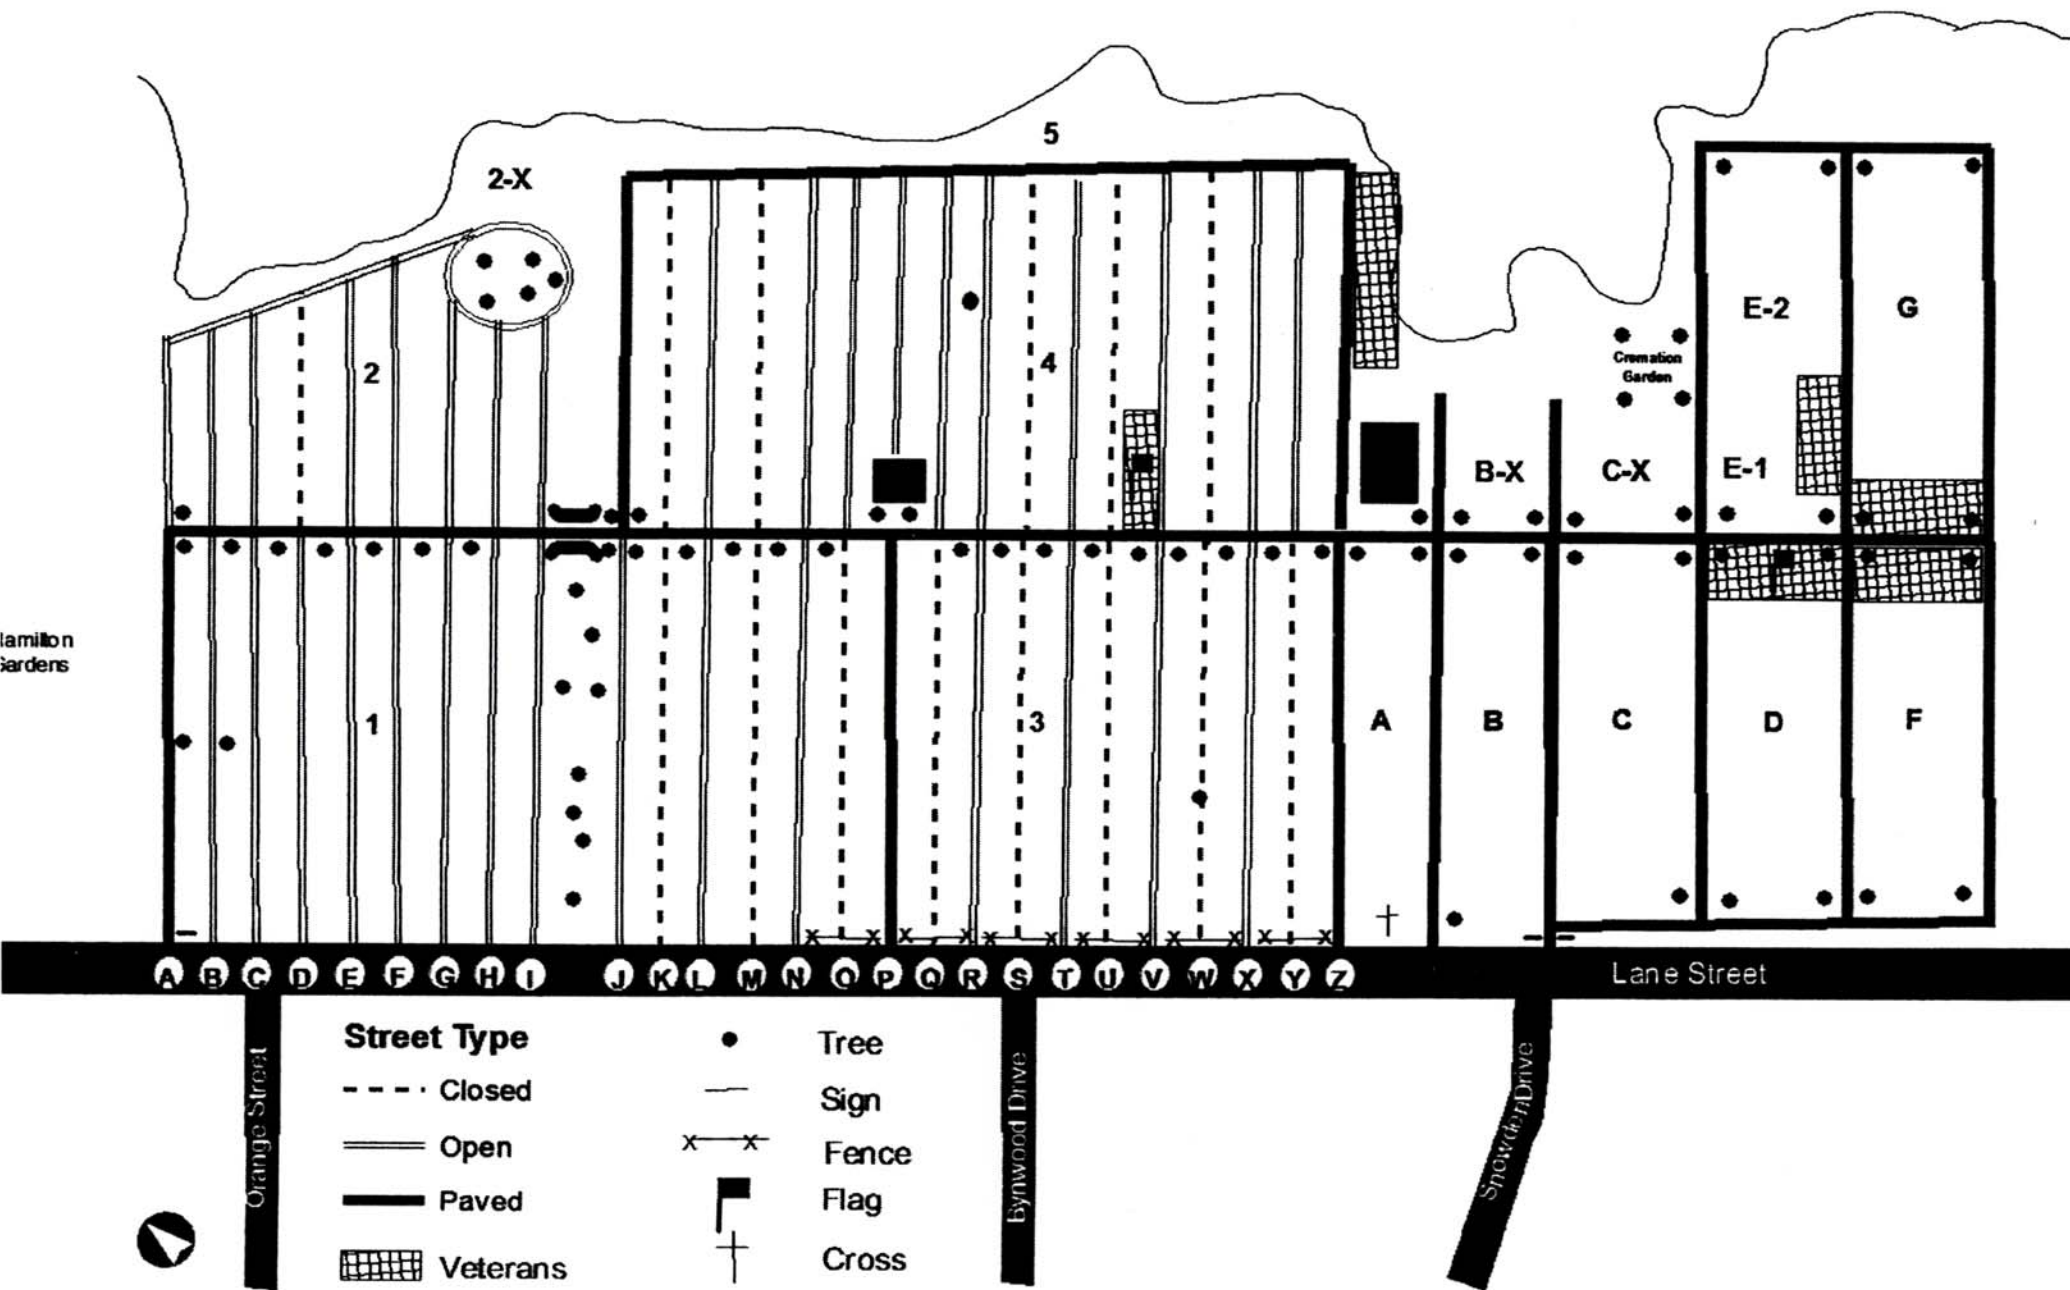 5
2-X
E-2
G
2
4
Cremation
Garden
B-X
C-X
E-1
lamilton
Gardens
1
3
A
B
C
D
F
A B C D E F G H I J K L M N O P Q R S T U V W X Y Z
Lane Street
Orange Street
Bynwood Drive
Snowden Drive
Street Type
Closed
Open
Paved
Veterans
Tree
Sign
x x
Fence
Flag
Cross